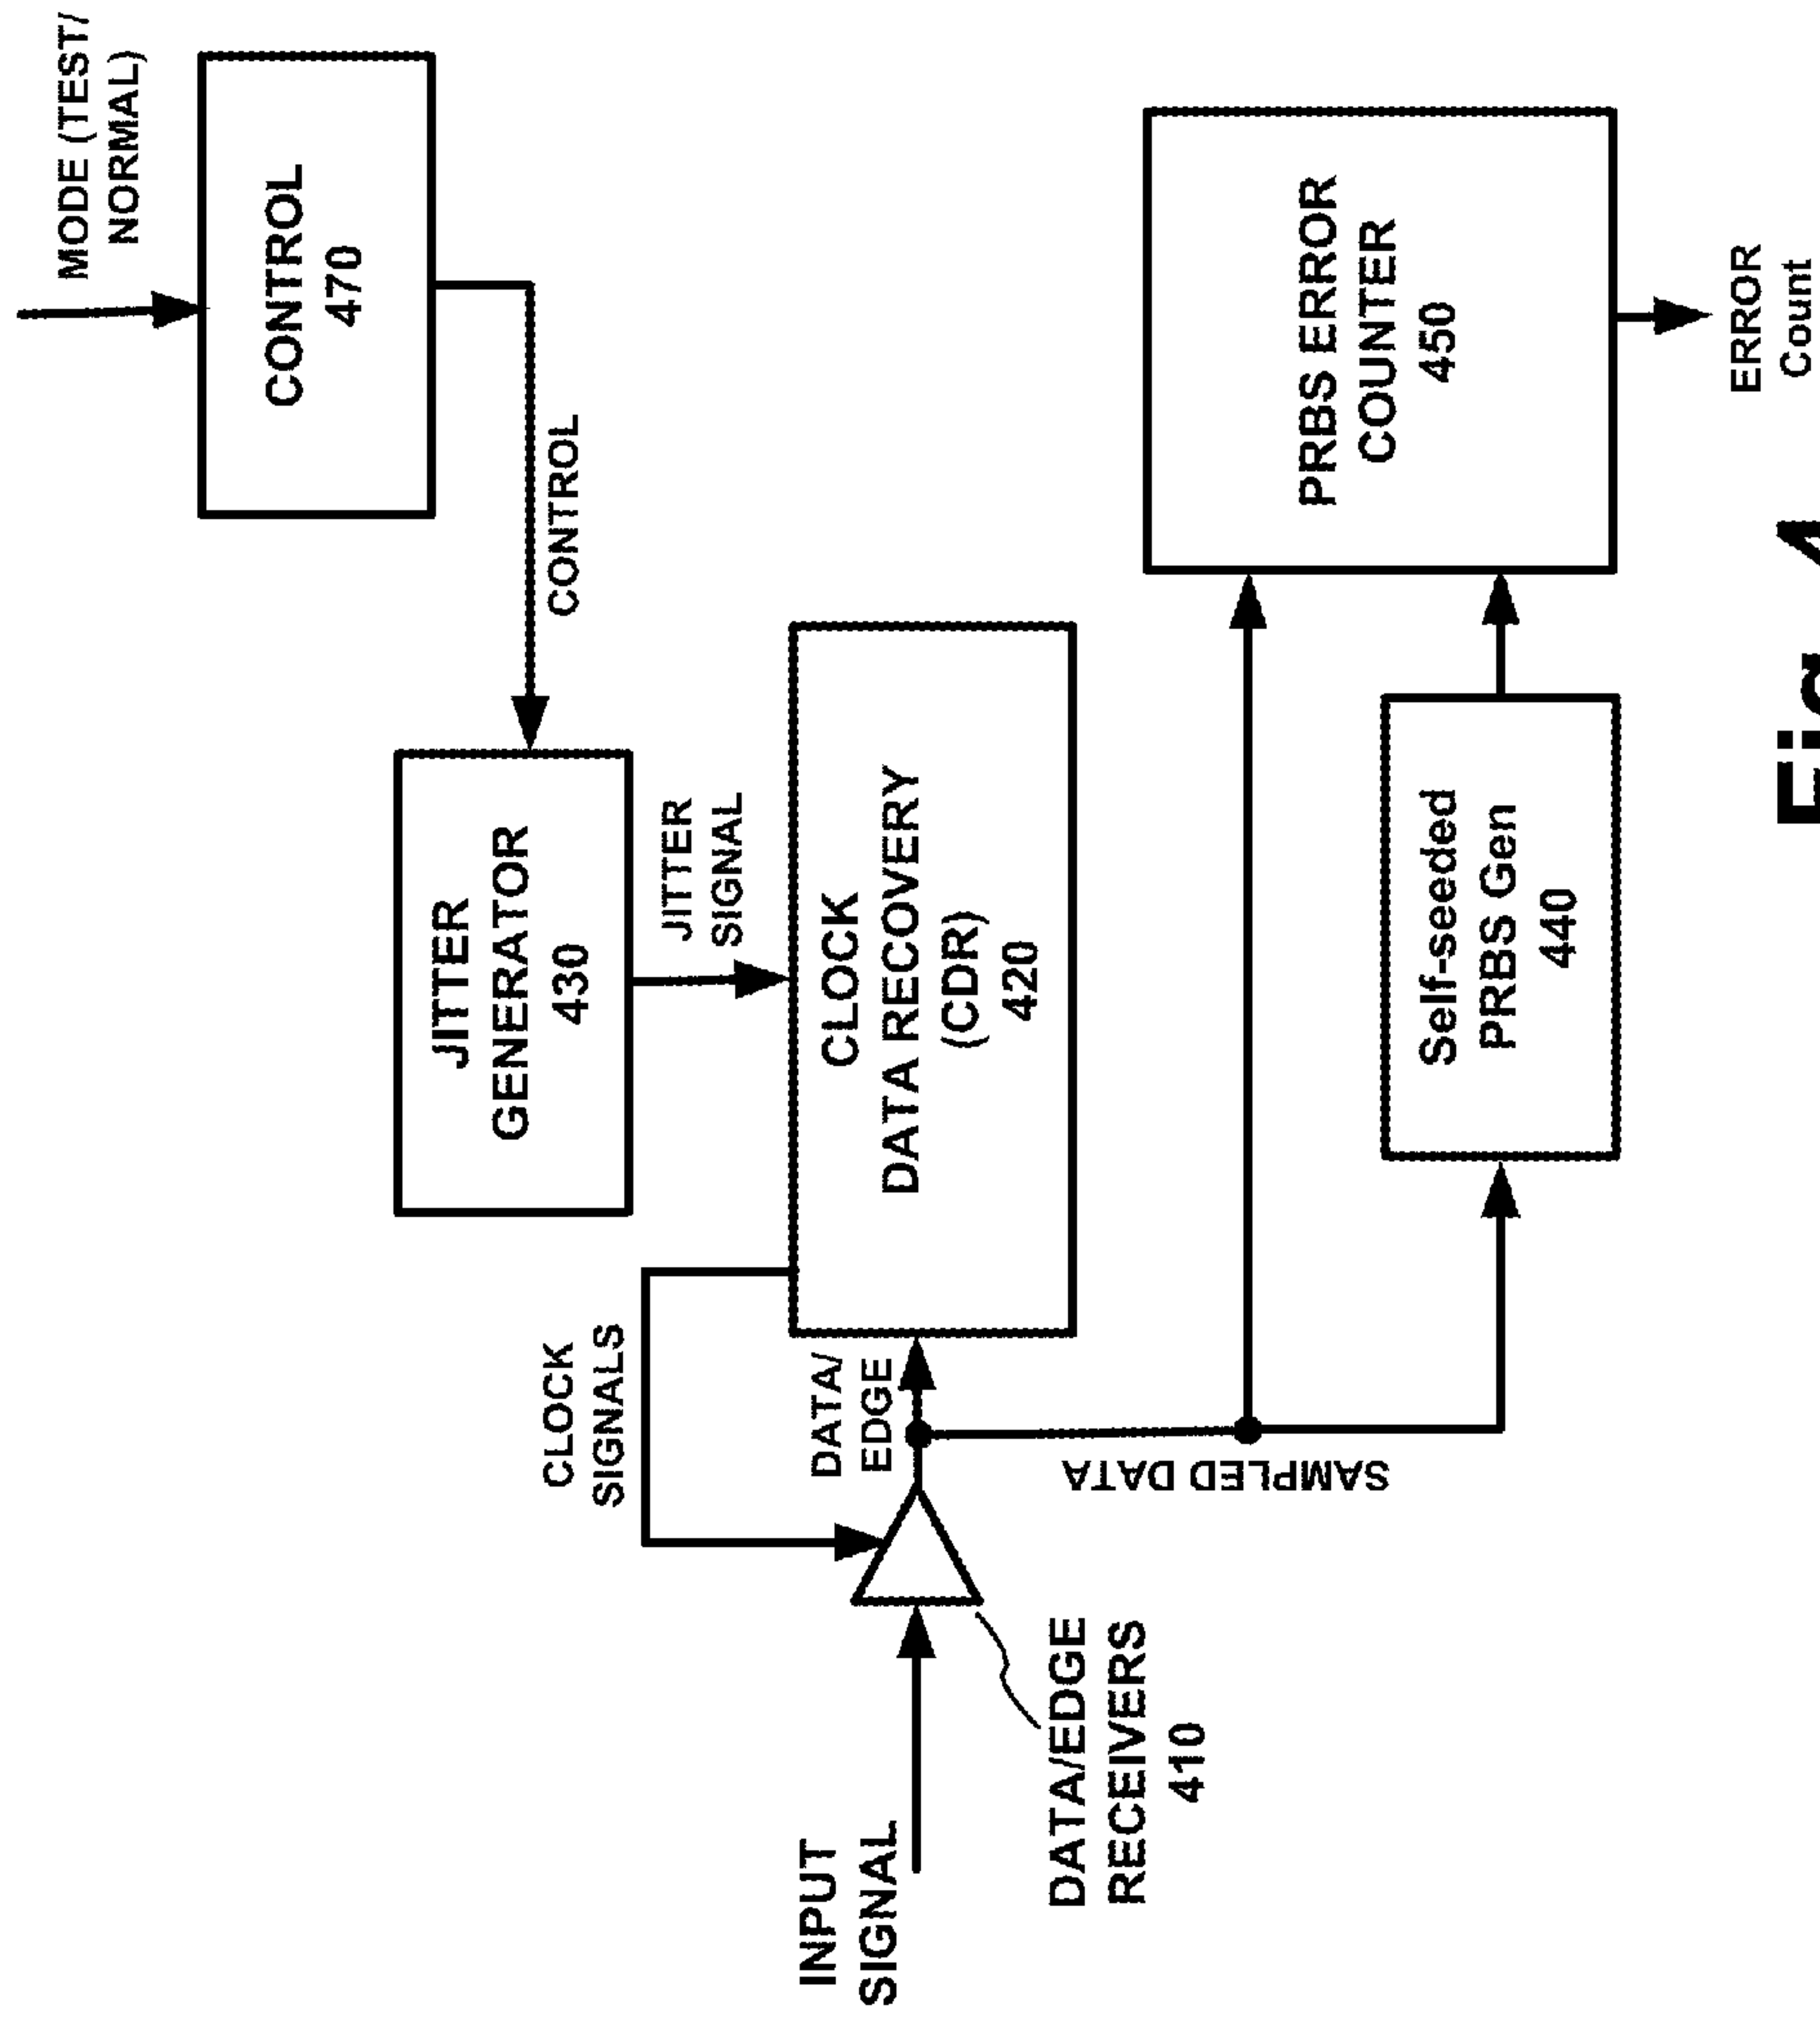 MODE (TEST/
NORMAL)
CONTROL
470
CONTROL
JITTER
GENERATOR
430
JITTER
SIGNAL
CLOCK
SIGNALS
CLOCK
DATA RECOVERY
(CDR)
420
DATA/
EDGE
INPUT
SIGNAL
DATA/EDGE
RECEIVERS
410
SAMPLED DATA
PRBS ERROR
COUNTER
450
Self-seeded
PRBS Gen
440
ERROR
Count